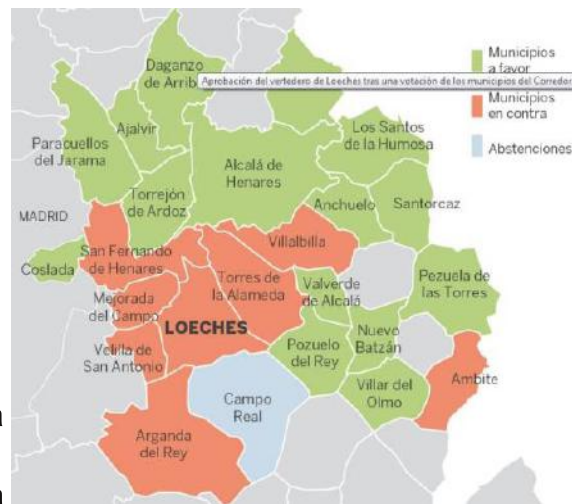 Municipios
a favor
Aprobación del vertedero de Loeches tras una votación de los municipios del Corredor
Municipios
en contra
Abstenciones
Daganzo
de Arrib
Ajalvir
Paracuellos
del Jarama
Los Santos
de la Humosa
Alcalá de
Henares
Torrejón
de Ardoz
Anchuelo
Santorcaz
MADRID
Villalbilla
San Fernando
de Henares
Coslada
Torres de
la Alameda
Valverde
de Alcalá
Pezuela de
las Torres
Mejorada
del Campo
LOECHES
Nuevo
Batzán
Pozuelo
del Rey
Velilla de
San Antonio
Villar del
Olmo
Ambite
Campo
Real
Arganda
del Rey
a
n